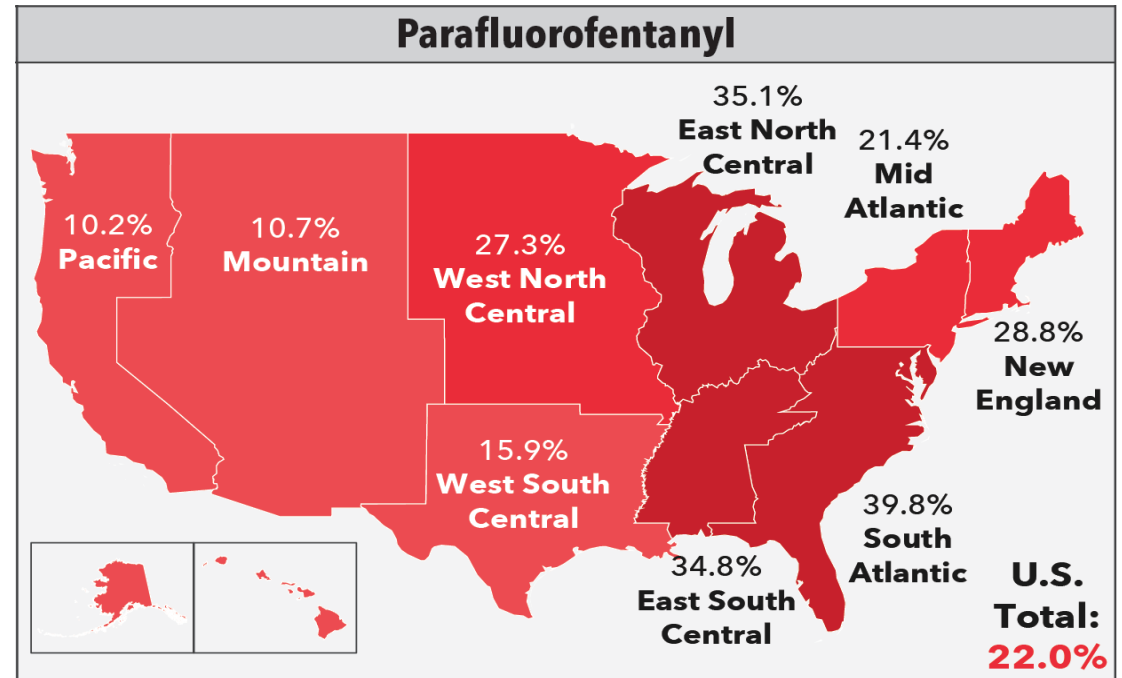 Parafluorofentanyl
35.1%
East North
Central
21.4%
Mid
Atlantic
10.2%
Pacific
10.7%
Mountain
27.3%
West North
Central
28.8%
New
England
15.9%
West South
Central
39.8%
South
Atlantic
34.8%
East South
Central
U.S.
Total:
22.0%